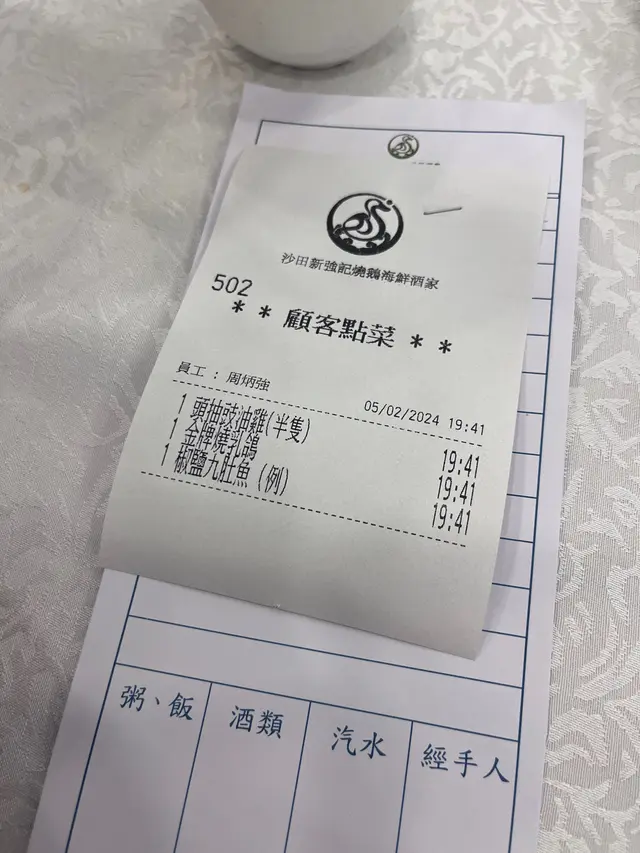 沙田新強記燒鵝海鮮酒家
502
* * 顧客點菜 * *
員工 : 周炳強
05/02/2024 19:41
1 頭抽豉油雞(半隻) 19:41
1 金牌燒乳鴿 19:41
1 椒鹽九肚魚 (例) 19:41
粥、飯 酒類 汽水 經手人